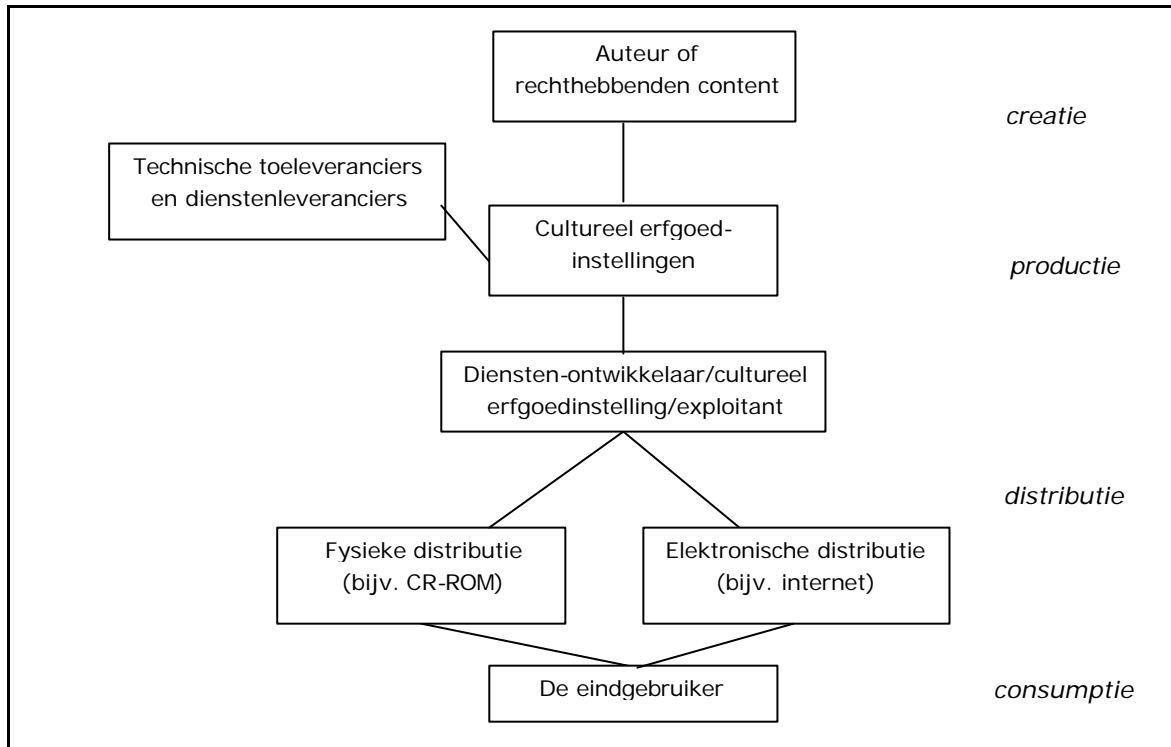 Auteur of
rechthebbenden content
creatie
Technische toeleveranciers
en dienstenleveranciers
Cultureel erfgoed-
instellingen
productie
Diensten-ontwikkelaar/cultureel
erfgoedinstelling/exploitant
distributie
Fysieke distributie
(bijv. CR-ROM)
Elektronische distributie
(bijv. internet)
De eindgebruiker
consumptie